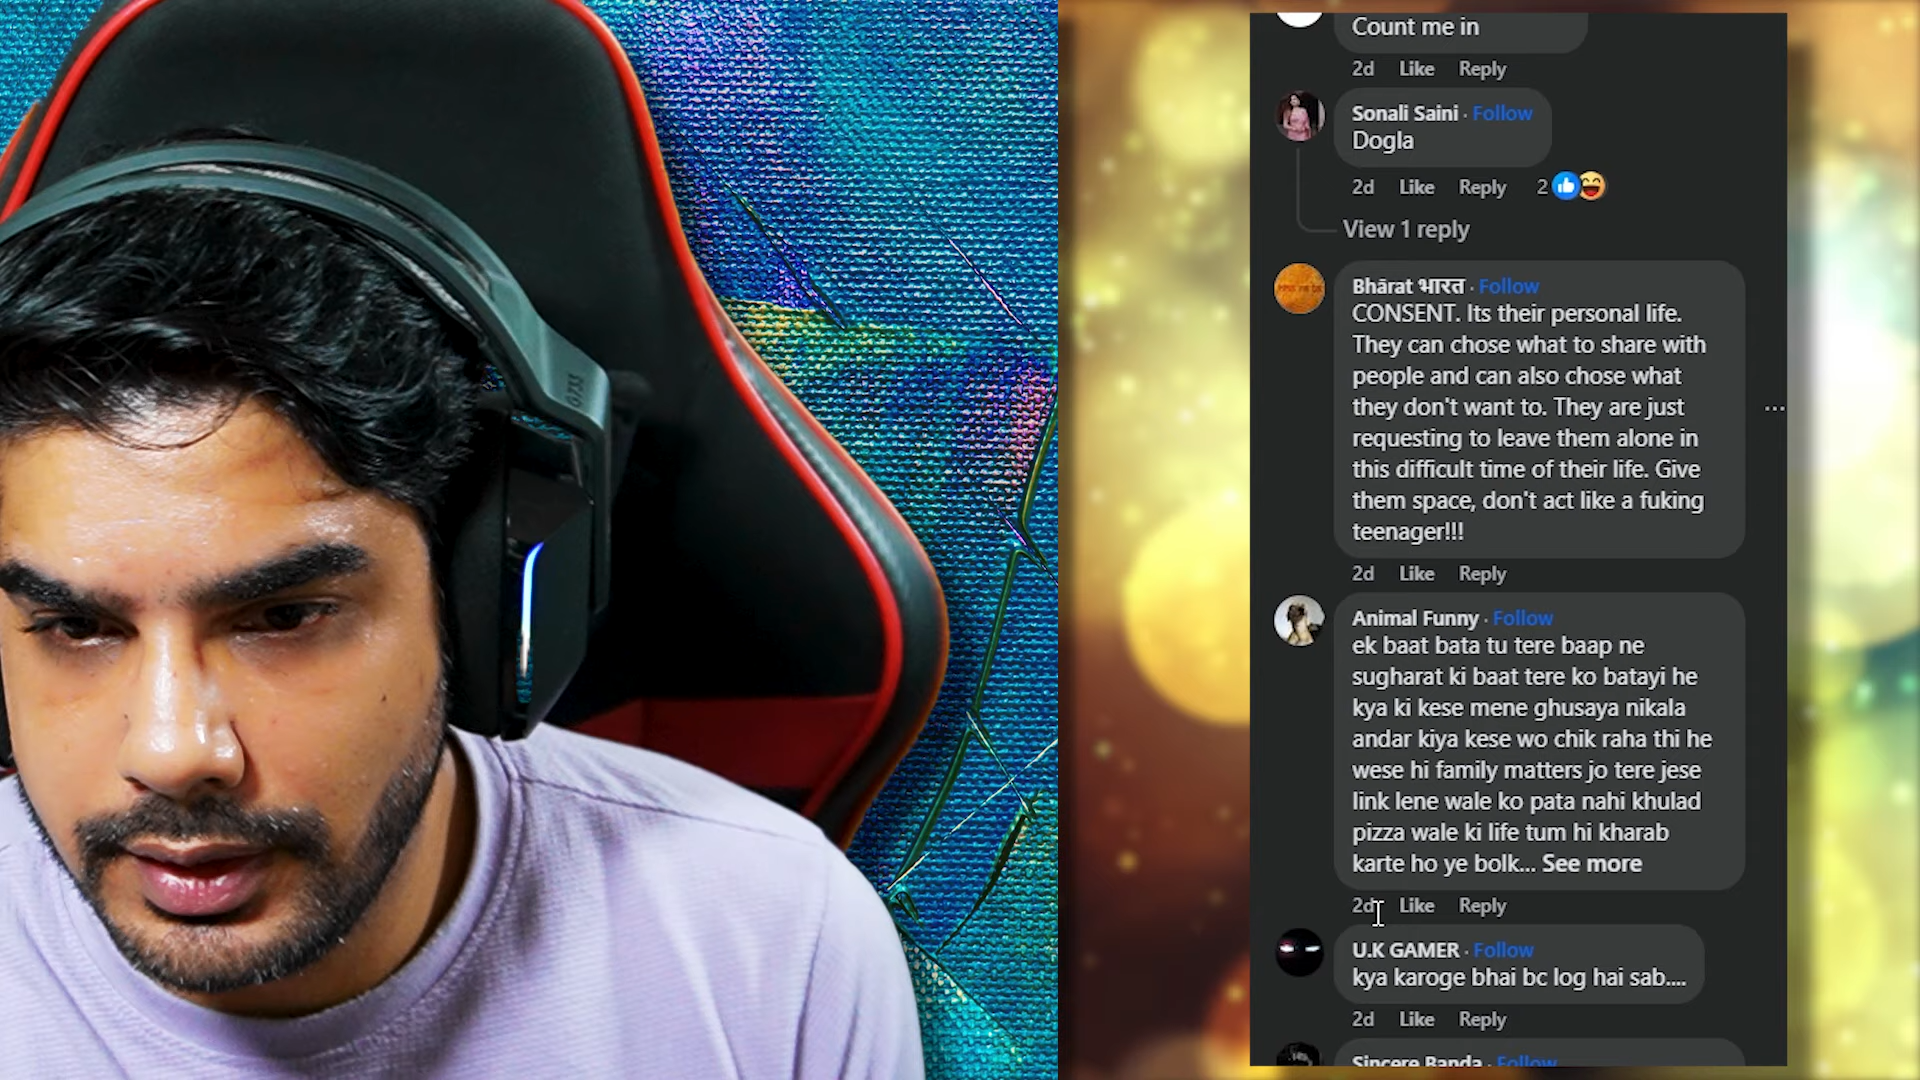 Count me in
2d Like Reply
Sonali Saini · Follow
Dogla
2d Like Reply 2
View 1 reply
Bhārat भारत · Follow
CONSENT. Its their personal life.
They can chose what to share with
people and can also chose what
they don't want to. They are just
requesting to leave them alone in
this difficult time of their life. Give
them space, don't act like a fuking
teenager!!!
2d Like Reply
Animal Funny · Follow
ek baat bata tu tere baap ne
sugharat ki baat tere ko batayi he
kya ki kese mene ghusaya nikala
andar kiya kese wo chik raha thi he
wese hi family matters jo tere jese
link lene wale ko pata nahi khulad
pizza wale ki life tum hi kharab
karte ho ye bolk... See more
2d Like Reply
U.K GAMER · Follow
kya karoge bhai bc log hai sab....
2d Like Reply
Sincere Banda · Follow
G733